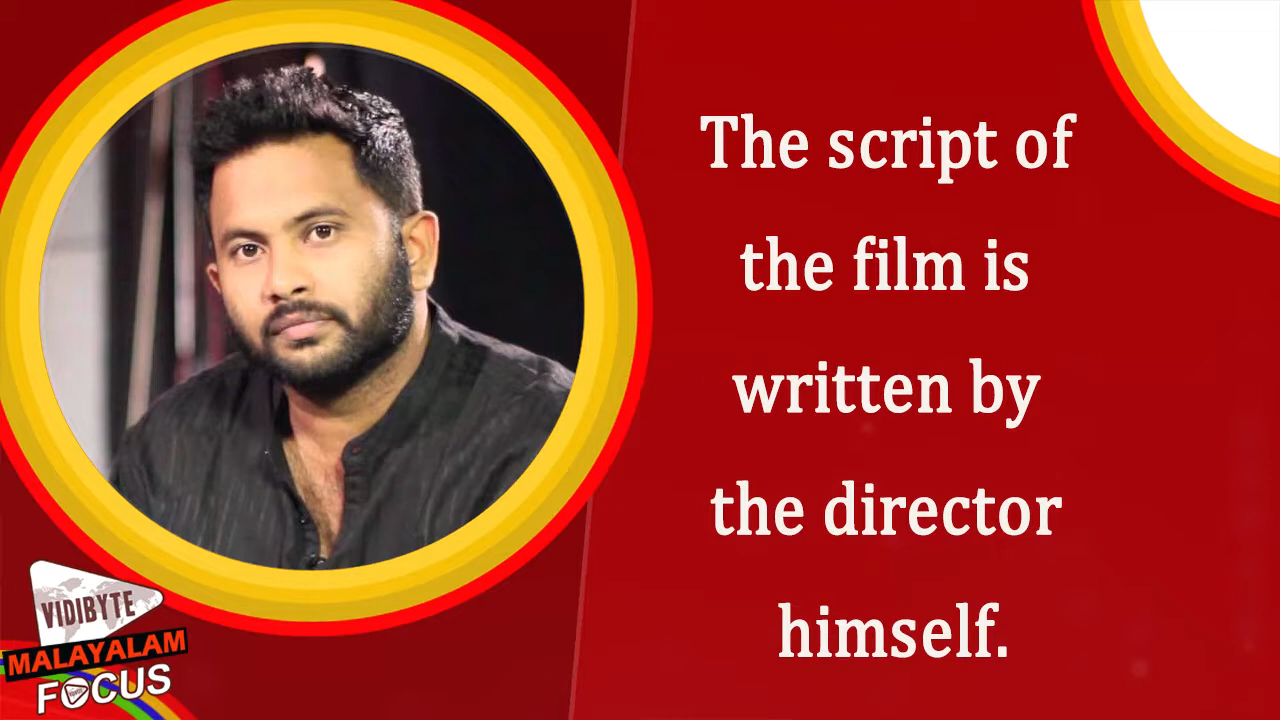 The script of
the film is
written by
the director
himself.
VIDIBYTE
MALAYALAM
FOCUS